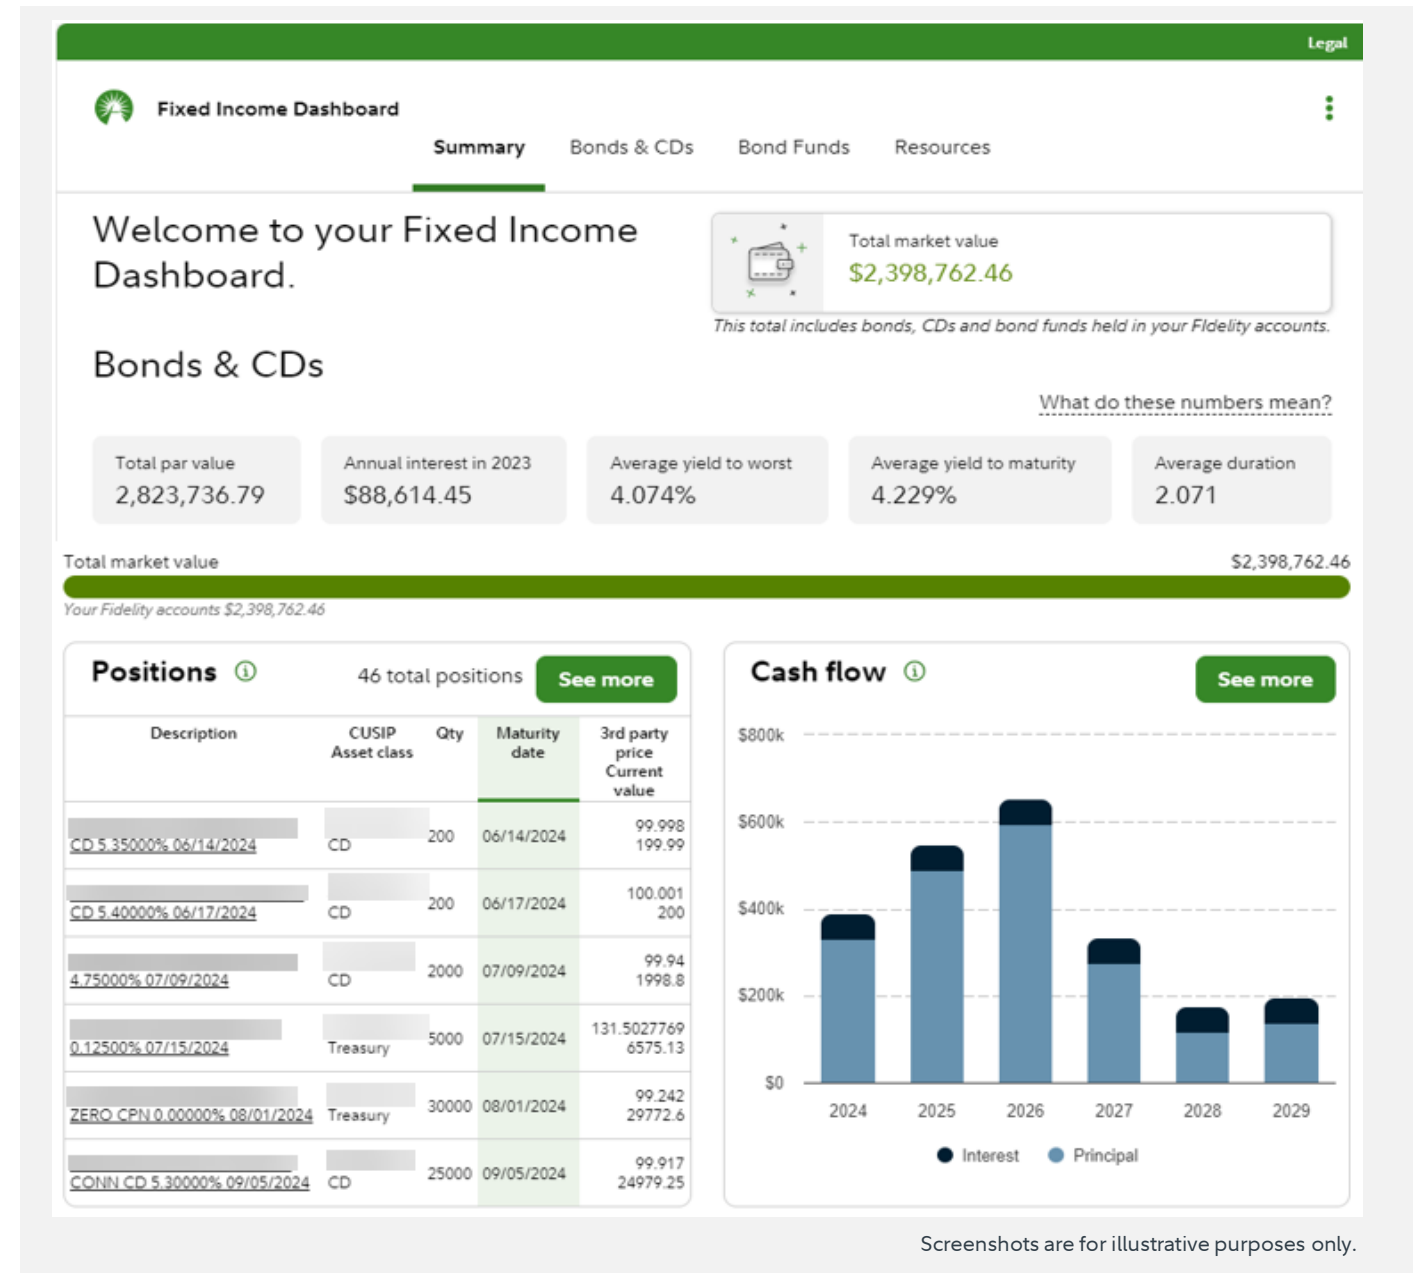 Legal
Fixed Income Dashboard
Summary Bonds & CDs Bond Funds Resources
Welcome to your Fixed Income
Dashboard.
Total market value
$2,398,762.46
This total includes bonds, CDs and bond funds held in your FIdelity accounts.
Bonds & CDs
What do these numbers mean?
Total par value
2,823,736.79
Annual interest in 2023
$88,614.45
Average yield to worst
4.074%
Average yield to maturity
4.229%
Average duration
2.071
Total market value $2,398,762.46
Your Fidelity accounts $2,398,762.46
Positions 46 total positions See more
Description CUSIP Qty Maturity 3rd party
Asset class date price
Current
value
CD 5.35000% 06/14/2024 CD 200 06/14/2024 99.998
199.99
CD 5.40000% 06/17/2024 CD 200 06/17/2024 100.001
200
4.75000% 07/09/2024 CD 2000 07/09/2024 99.94
1998.8
0.12500% 07/15/2024 Treasury 5000 07/15/2024 131.5027769
6575.13
ZERO CPN 0.00000% 08/01/2024 Treasury 30000 08/01/2024 99.242
29772.6
CONN CD 5.30000% 09/05/2024 CD 25000 09/05/2024 99.917
24979.25
Cash flow See more
$800k
$600k
$400k
$200k
$0
2024 2025 2026 2027 2028 2029
Interest Principal
Screenshots are for illustrative purposes only.